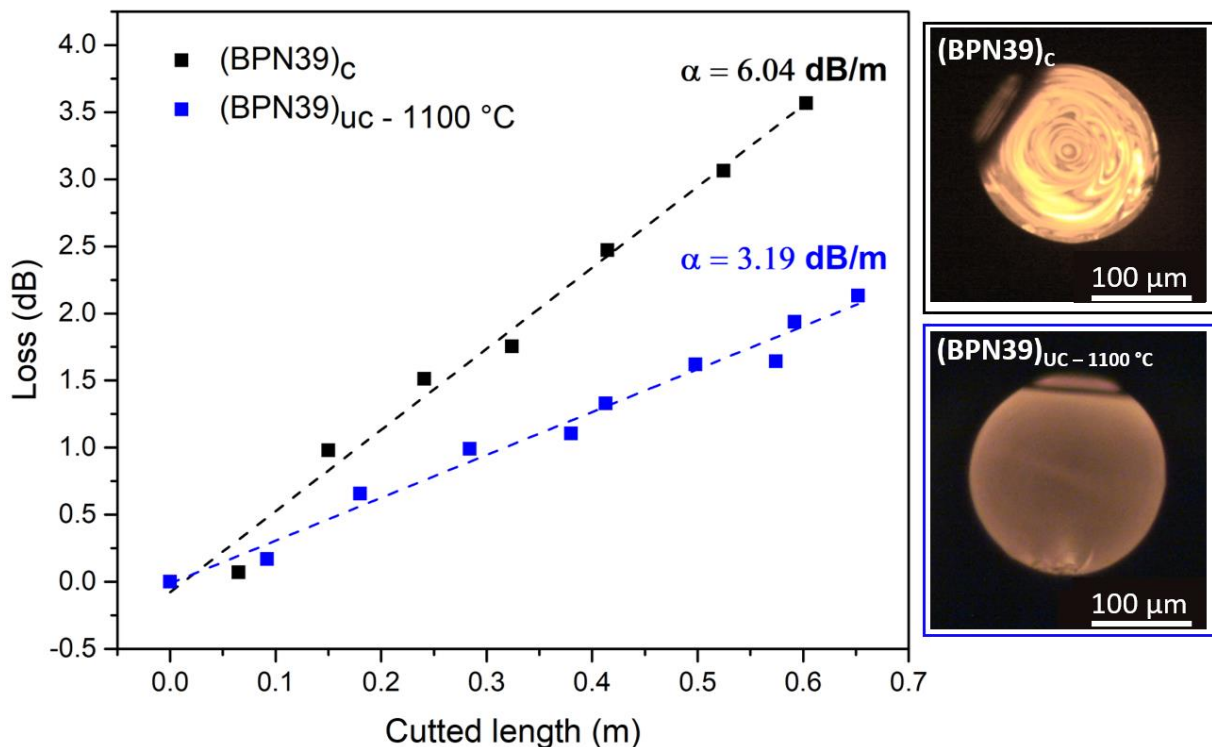 4.0
3.5
3.0
2.5
2.0
1.5
1.0
0.5
0.0
-0.5
Loss (dB)
(BPN39)C
(BPN39)UC - 1100 °C
α = 6.04 dB/m
α = 3.19 dB/m
0.0 0.1 0.2 0.3 0.4 0.5 0.6 0.7
Cutted length (m)
(BPN39)C
100 μm
(BPN39)UC – 1100 °C
100 μm